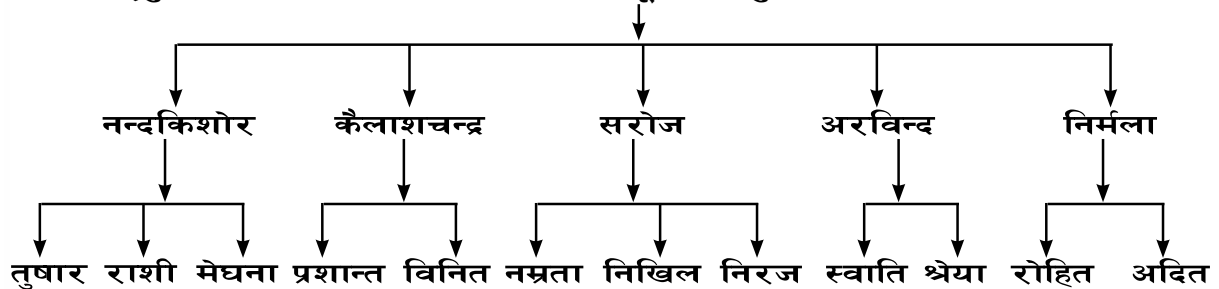 नन्दकिशोर कैलाशचन्द्र सरोज अरविन्द निर्मला
तुषार राशी मेघना प्रशान्त विनित नम्रता निखिल निरज स्वाति श्रेया रोहित अदित